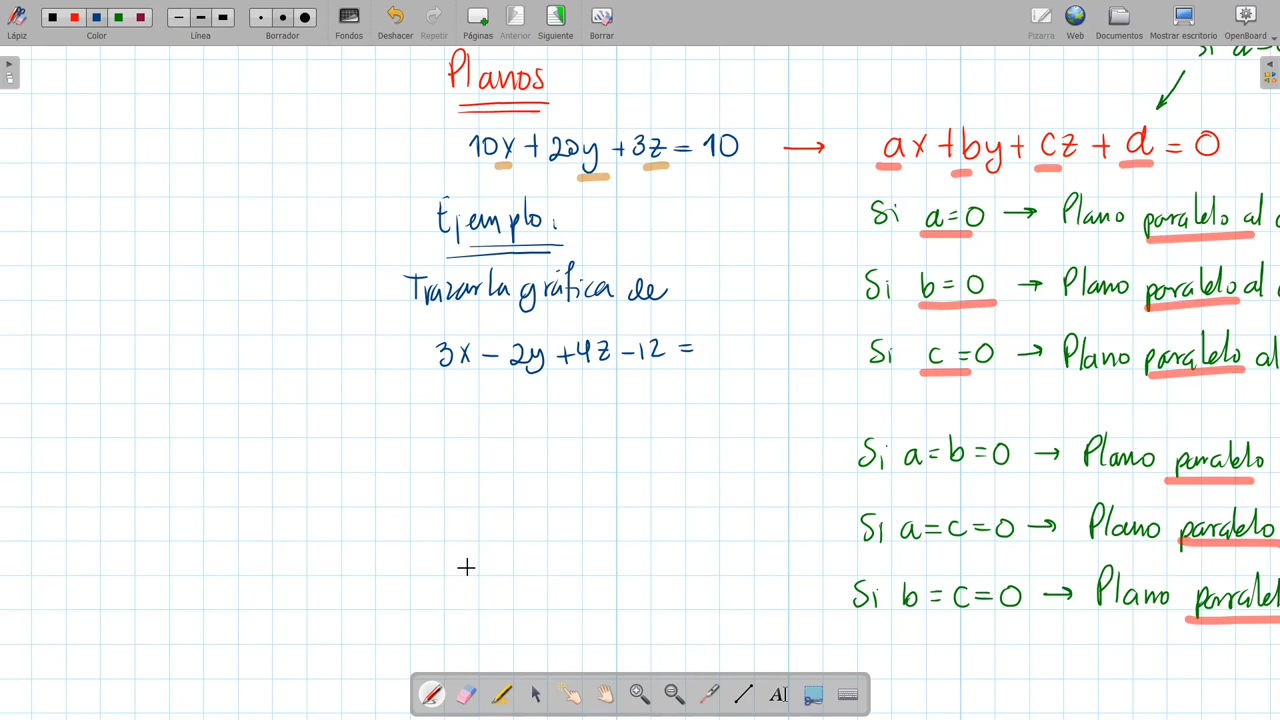 Lápiz Color Línea Borrador Fondos Deshacer Repetir Páginas Anterior Siguiente Borrar Pizarra Web Documentos Mostrar escritorio OpenBoard
Planos
10x + 20y + 3z = 10 → ax + by + cz + d = 0
Ejemplo:
Trazar la gráfica de
3x - 2y + 4z - 12 =
Si a=0 → Plano paralelo al
Si b=0 → Plano paralelo al
Si c=0 → Plano paralelo al
Si a=b=0 → Plano paralelo
Si a=c=0 → Plano paralelo
Si b=c=0 → Plano
AI